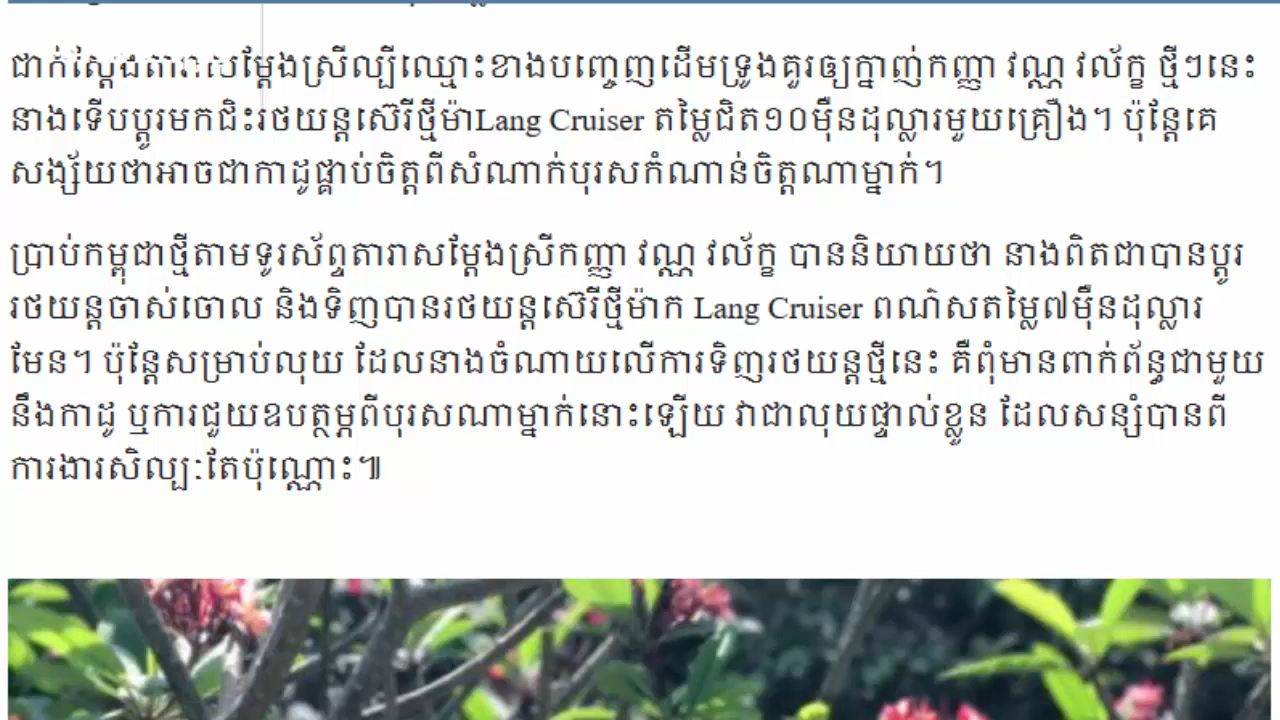 ជាក់ស្តែងតារាសម្តែងស្រីល្បីឈ្មោះខាងបញ្ចេញដើមទ្រូងគួរឲ្យក្នាញ់កញ្ញា វណ្ណ វល័ក្ខ ថ្មីៗនេះ
នាងទើបប្តូរមកជិះរថយន្តស៊េរីថ្មីម៉ាLang Cruiser តម្លៃជិត១០ម៉ឺនដុល្លារមួយគ្រឿង។ ប៉ុន្តែគេ
សង្ស័យថាអាចជាកាដូផ្គាប់ចិត្តពីសំណាក់បុរសកំណាន់ចិត្តណាម្នាក់។
ប្រាប់កម្ពុជាថ្មីតាមទូរស័ព្ទតារាសម្តែងស្រីកញ្ញា វណ្ណ វល័ក្ខ បាននិយាយថា នាងពិតជាបានប្តូរ
រថយន្តចាស់ចោល និងទិញបានរថយន្តស៊េរីថ្មីម៉ាក Lang Cruiser ពណ៌សតម្លៃ៧ម៉ឺនដុល្លារ
មែន។ ប៉ុន្តែសម្រាប់លុយ ដែលនាងចំណាយលើការទិញរថយន្តថ្មីនេះ គឺពុំមានពាក់ព័ន្ធជាមួយ
នឹងកាដូ ឬការជួយឧបត្ថម្ភពីបុរសណាម្នាក់នោះឡើយ វាជាលុយផ្ទាល់ខ្លួន ដែលសន្សំបានពី
ការងារសិល្បៈតែប៉ុណ្ណោះ៕